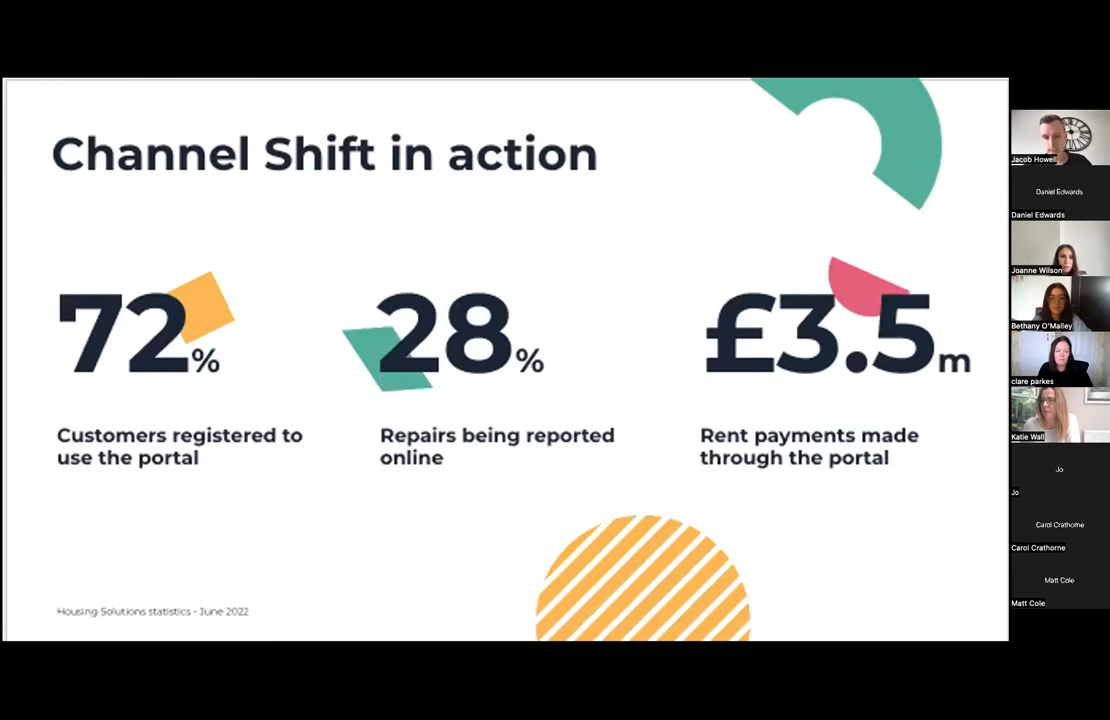 Channel Shift in action
72%
28%
£3.5m
Customers registered to
use the portal
Repairs being reported
online
Rent payments made
through the portal
Housing Solutions statistics - June 2022
Jacob Howell
Daniel Edwards
Daniel Edwards
Joanne Wilson
Bethany O'Malley
clare parkes
Katie Wall
Jo
Jo
Carol Crathorne
Carol Crathorne
Matt Cole
Matt Cole